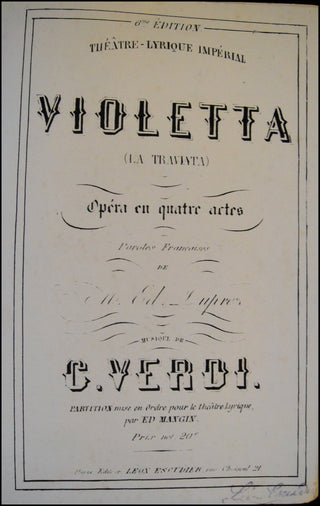 6me ÉDITION
THÉÂTRE-LYRIQUE IMPÉRIAL
VIOLETTA
(LA TRAVIATA)
Opéra en quatre actes
Paroles Françaises
DE
M. Ed. Duprez
MUSIQUE DE
G. VERDI.
PARTITION mise en Ordre pour le théâtre lyrique,
par ED MANGIN.
Prix net 20f
Paris Editeur LEON ESCUDIER rue Choiseul 21